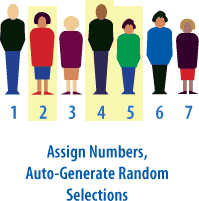 1 2 3 4 5 6 7
Assign Numbers,
Auto-Generate Random
Selections